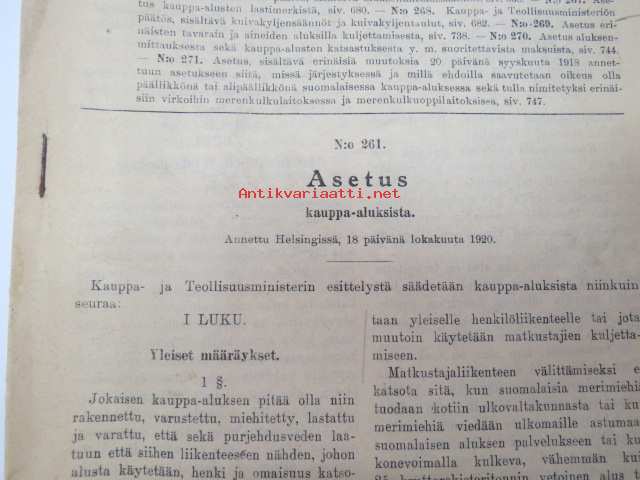 tus kauppa-alusten lastimerkistä, siv. 680. — N:o 268. Kauppa- ja Teollisuusministeriön
päätös, sisältävä kuivakyljensäännöt ja kuivakyljentaulut, siv. 682. — N:o 269. Asetus eri-
näisten tavarain ja aineiden aluksilla kuljettamisesta, siv. 738. — N:o 270. Asetus aluksen-
mittauksesta sekä kauppa-alusten katsastuksesta y. m. suoritettavista maksuista, siv. 744.
— N:o 271. Asetus, sisältävä erinäisiä muutoksia 20 päivänä syyskuuta 1918 annet-
tuun asetukseen siitä, missä järjestyksessä ja millä ehdoilla saavutetaan oikeus olla
päällikkönä tai alipäällikkönä suomalaisessa kauppa-aluksessa sekä tulla nimitetyksi erinäi-
siin virkoihin merenkulkulaitoksessa ja merenkulkuoppilaitoksissa, siv. 747.
N:o 261.
Asetus
Antikvariaatti.net
kauppa-aluksista.
Annettu Helsingissä, 18 päivänä lokakuuta 1920.
Kauppa- ja Teollisuusministerin esittelystä säädetään kauppa-aluksista niinkuin
seuraa:
I LUKU.
Yleiset määräykset.
1 §.
Jokaisen kauppa-aluksen pitää olla niin
rakennettu, varustettu, miehitetty, lastattu
ja varattu, että sekä purjehdusveden laa-
tuun että siihen liikenteeseen nähden, johon
alusta käytetään, henki ja omaisuus katso-
taan yleiselle henkilöliikenteelle tai jota
muutoin käytetään matkustajien kuljetta-
miseen.
Matkustajaliikenteen välittämiseksi e
katsota sitä, kun suomalaisia merimiehiä
tuodaan kotiin ulkovaltakunnasta tai ku
merimiehiä viedään ulkomaille astumaa
suomalaisen aluksen palvelukseen tai ku
konevoimalla kulkeva, vähemmän kui
25 bruttorekisteritonnin vetoinen alus t